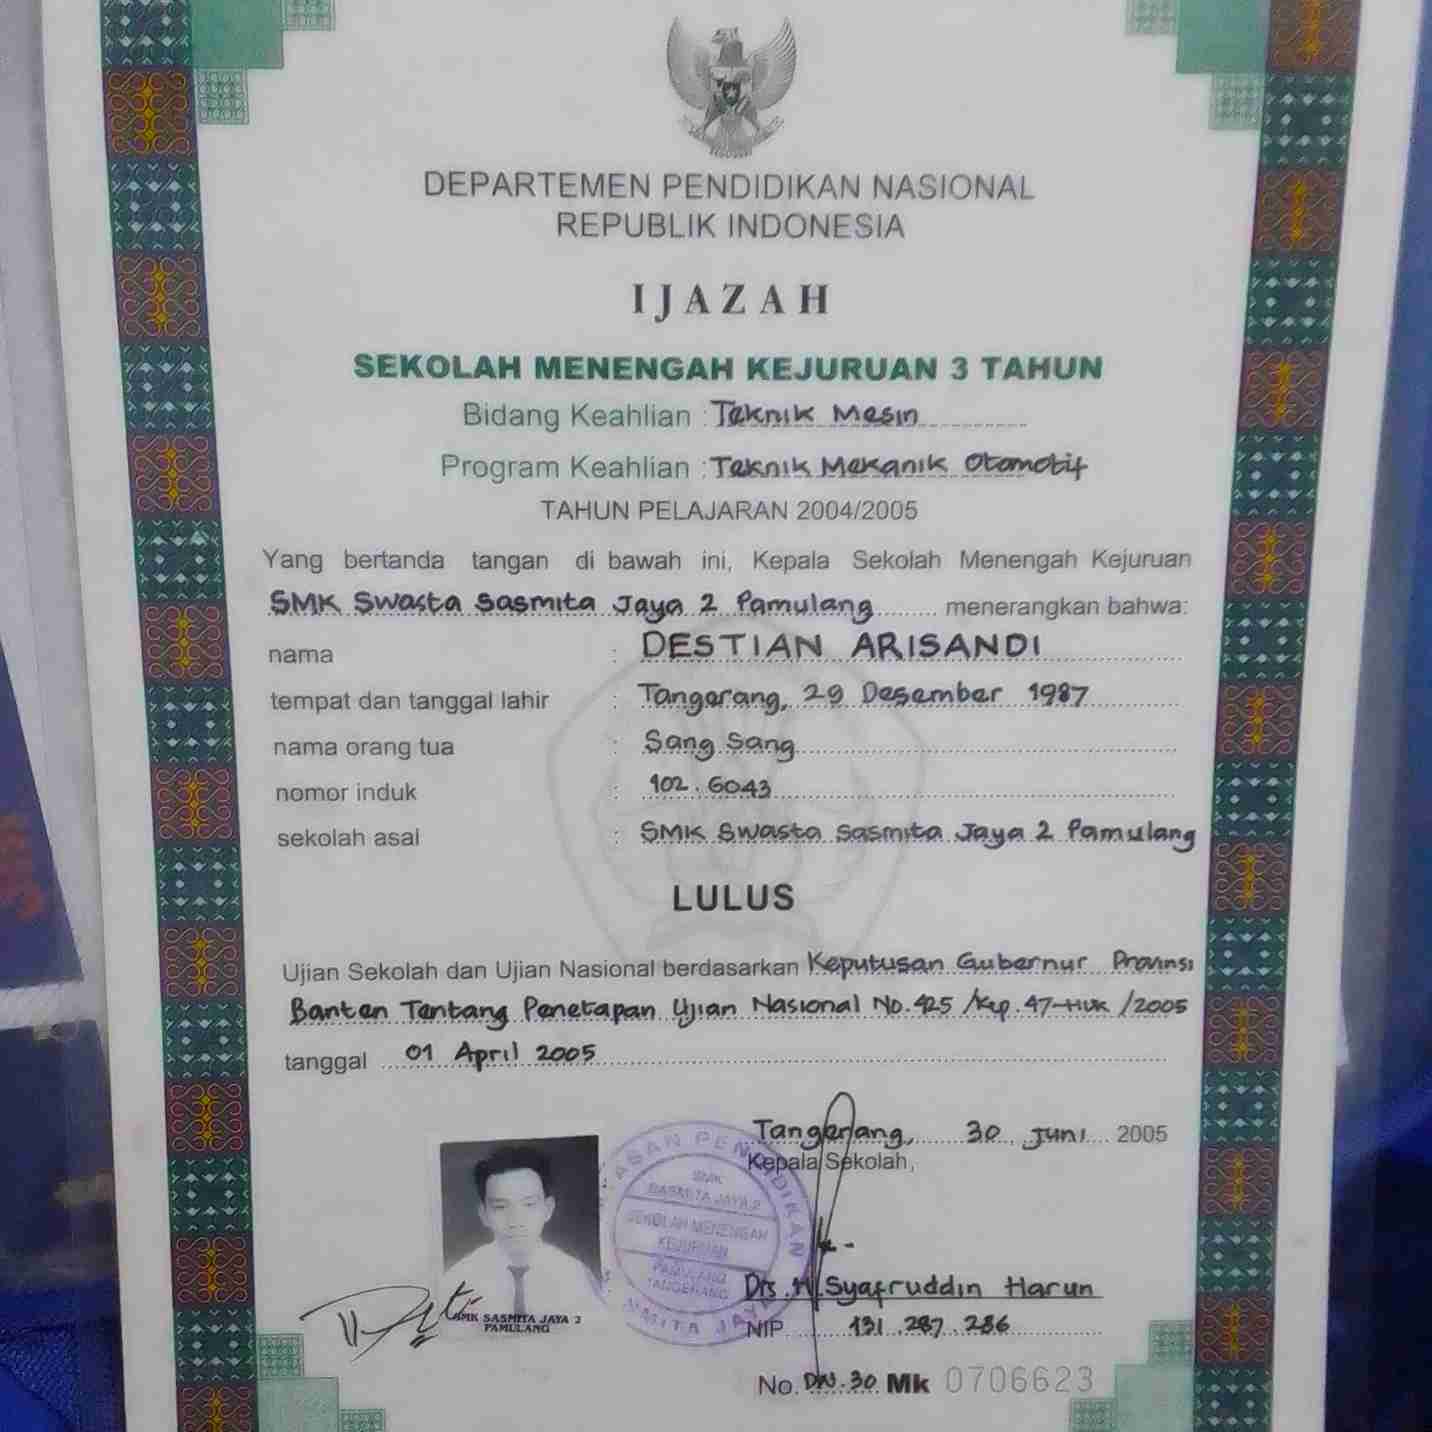 DEPARTEMEN PENDIDIKAN NASIONAL
REPUBLIK INDONESIA
IJAZAH
SEKOLAH MENENGAH KEJURUAN 3 TAHUN
Bidang Keahlian : Teknik Mesin
Program Keahlian : Teknik Mekanik Otomotif
TAHUN PELAJARAN 2004/2005
Yang bertanda tangan di bawah ini, Kepala Sekolah Menengah Kejuruan
SMK Swasta Sasmita Jaya 2 Pamulang menerangkan bahwa:
nama : DESTIAN ARISANDI
tempat dan tanggal lahir : Tangerang, 29 Desember 1987
nama orang tua : Sang Sang
nomor induk : 102.6043
sekolah asal : SMK Swasta Sasmita Jaya 2 Pamulang
LULUS
Ujian Sekolah dan Ujian Nasional berdasarkan Keputusan Gubernur Provinsi
Banten Tentang Penetapan Ujian Nasional No.425/Kep.47-Huk/2005
tanggal 01 April 2005
Tangerang, 30 Juni 2005
Kepala Sekolah,
SMK
SASMITA JAYA 2
SEKOLAH MENENGAH
KEJURUAN
PAMULANG
TANGERANG
Drs. H. Syafruddin Harun
SMK SASMITA JAYA 2
PAMULANG
NIP 131.287.286
No. DN.30 Mk 0706623